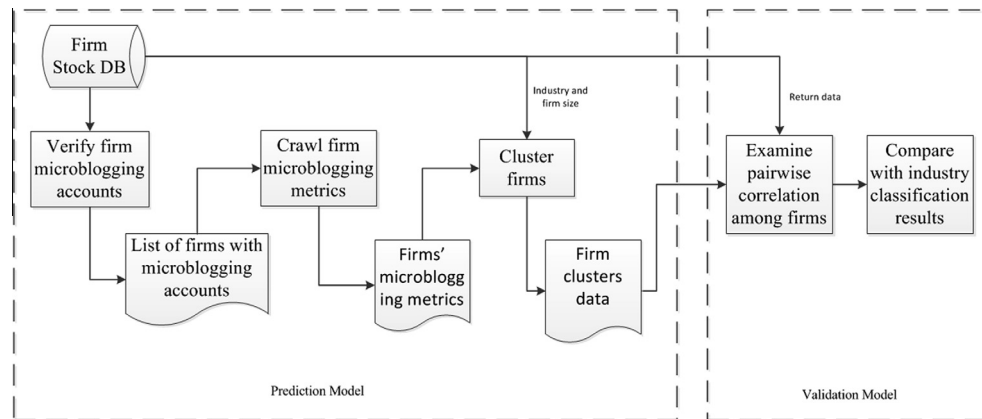 Firm
Stock DB
Industry and
firm size
Return data
Verify firm
microblogging
accounts
Crawl firm
microblogging
metrics
Cluster
firms
Examine
pairwise
correlation
among firms
Compare
with industry
classification
results
List of firms with
microblogging
accounts
Firms’
microblogg
ing metrics
Firm
clusters
data
Prediction Model
Validation Model